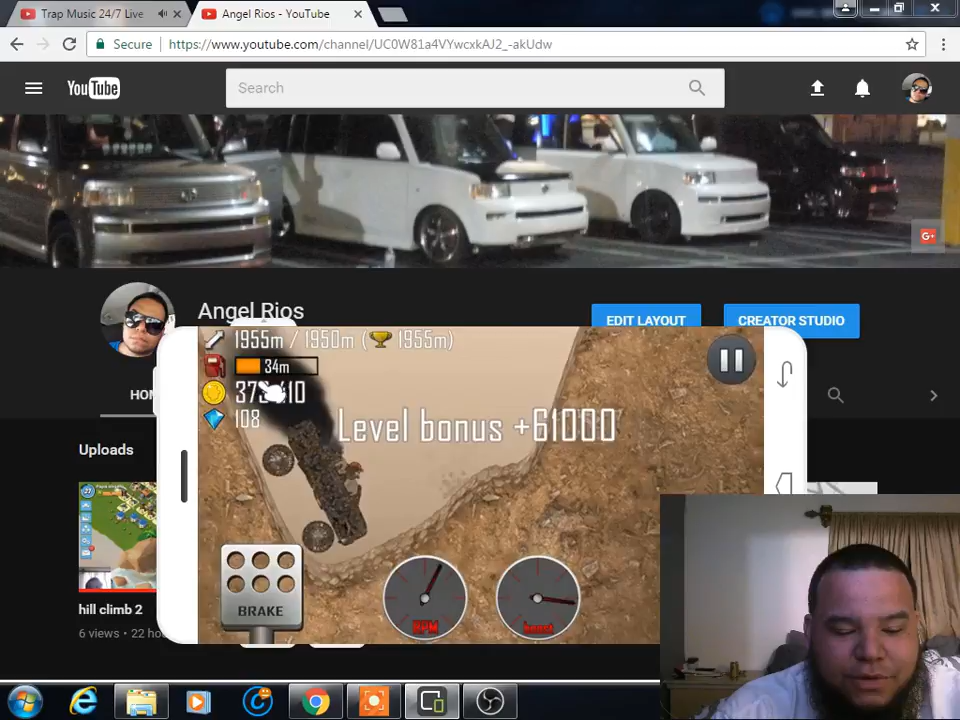 Trap Music 24/7 Live
Angel Rios - YouTube
Secure https://www.youtube.com/channel/UC0W81a4VYwcxkAJ2_-akUdw
YouTube
Search
G+
Angel Rios
EDIT LAYOUT
CREATOR STUDIO
1955m / 1950m ( 1955m)
34m
108
Level bonus +61000
Uploads
BRAKE
RPM
boost
hill climb 2
6 views • 22 ho